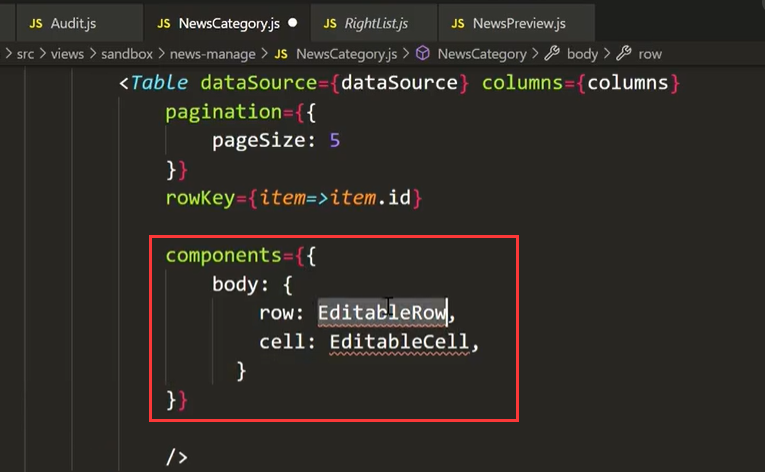 JS Audit.js JS NewsCategory.js ● JS RightList.js JS NewsPreview.js
> src > views > sandbox > news-manage > JS NewsCategory.js > NewsCategory > body > row
<Table dataSource={dataSource} columns={columns}
pagination={{
pageSize: 5
}}
rowKey={item=>item.id}
components={{
body: {
row: EditableRow,
cell: EditableCell,
}
}}
/>